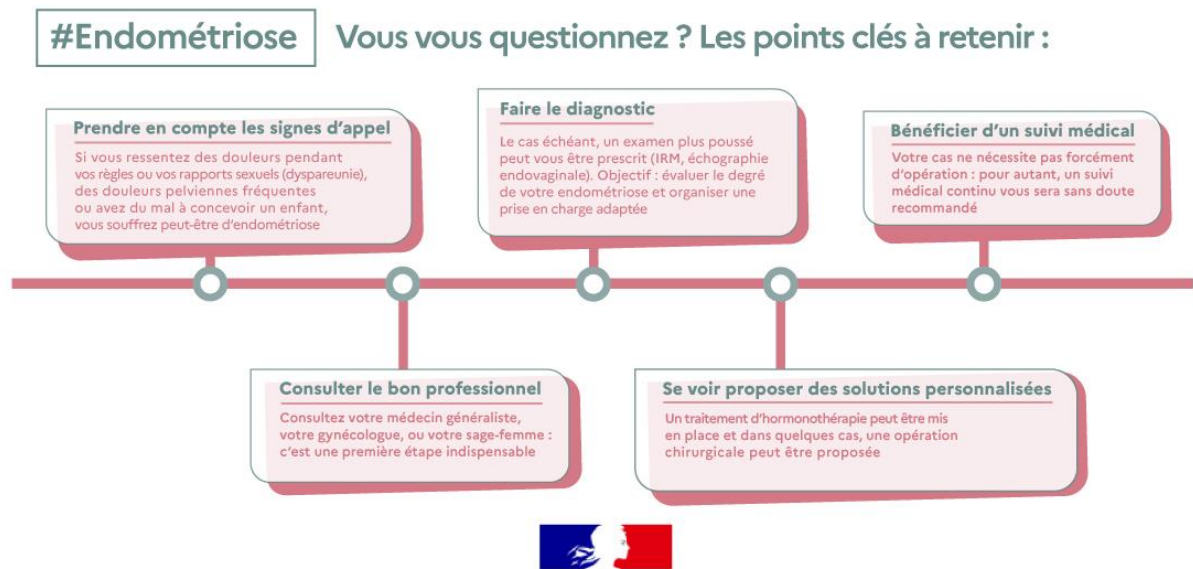 #Endométriose
Vous vous questionnez ? Les points clés à retenir :
Prendre en compte les signes d'appel
Si vous ressentez des douleurs pendant
vos règles ou vos rapports sexuels (dyspareunie),
des douleurs pelviennes fréquentes
ou avez du mal à concevoir un enfant,
vous souffrez peut-être d'endométriose
Consulter le bon professionnel
Consultez votre médecin généraliste,
votre gynécologue, ou votre sage-femme :
c'est une première étape indispensable
Faire le diagnostic
Le cas échéant, un examen plus poussé
peut vous être prescrit (IRM, échographie
endovaginale). Objectif : évaluer le degré
de votre endométriose et organiser une
prise en charge adaptée
Se voir proposer des solutions personnalisées
Un traitement d'hormonothérapie peut être mis
en place et dans quelques cas, une opération
chirurgicale peut être proposée
Bénéficier d'un suivi médical
Votre cas ne nécessite pas forcément
d'opération : pour autant, un suivi
médical continu vous sera sans doute
recommandé